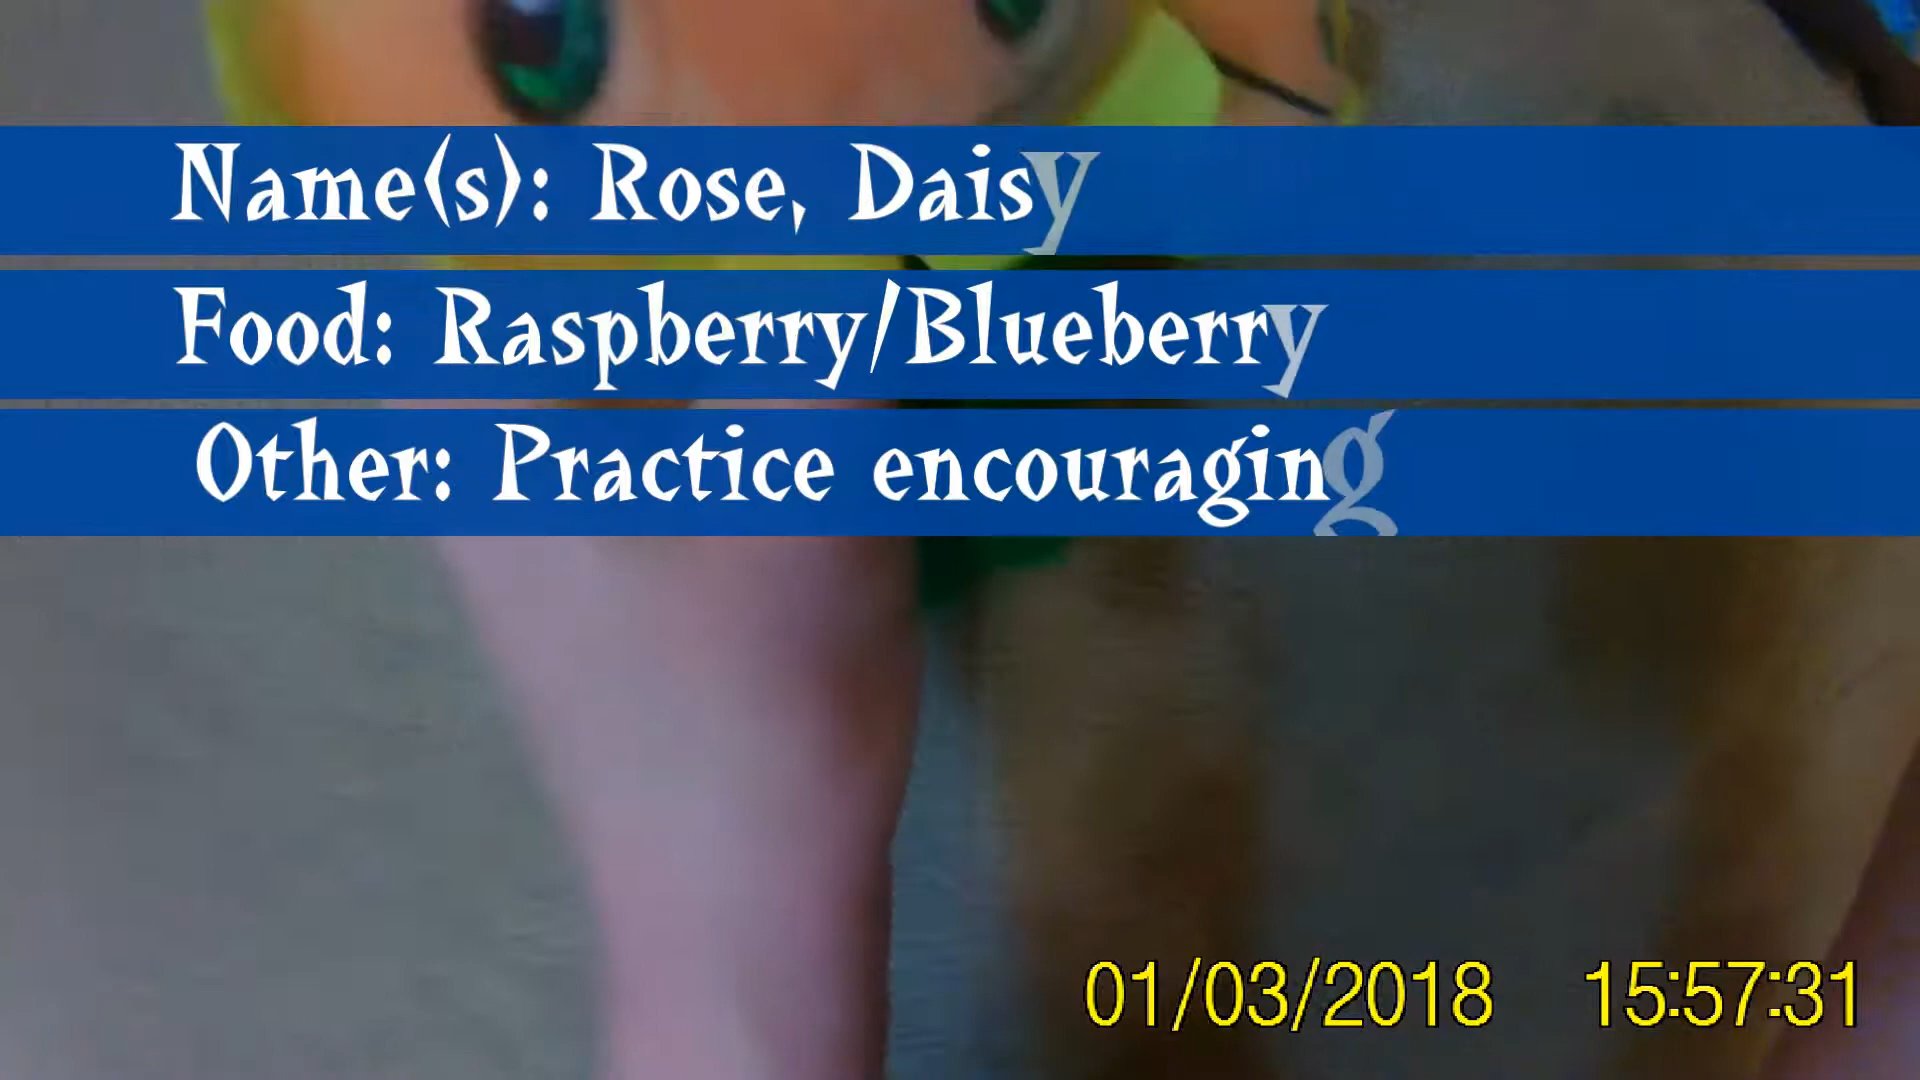 Name(s): Rose, Daisy
Food: Raspberry/Blueberry
Other: Practice encouraging
01/03/2018 15:57:31